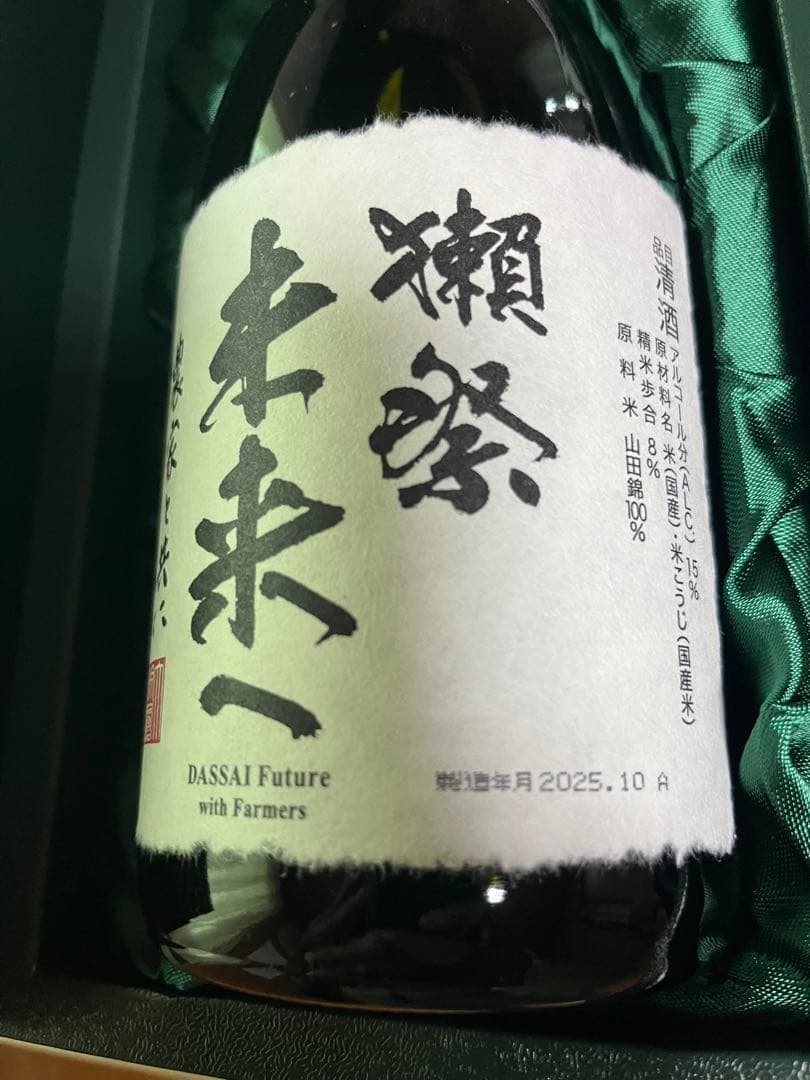 品目 清酒
アルコール分(ALC.) 15%
原材料名 米(国産)・米こうじ(国産米)
精米歩合 8%
原料米 山田錦100%
獺祭
未来へ
農家と共に
DASSAI Future
with Farmers
製造年月 2025.10 A